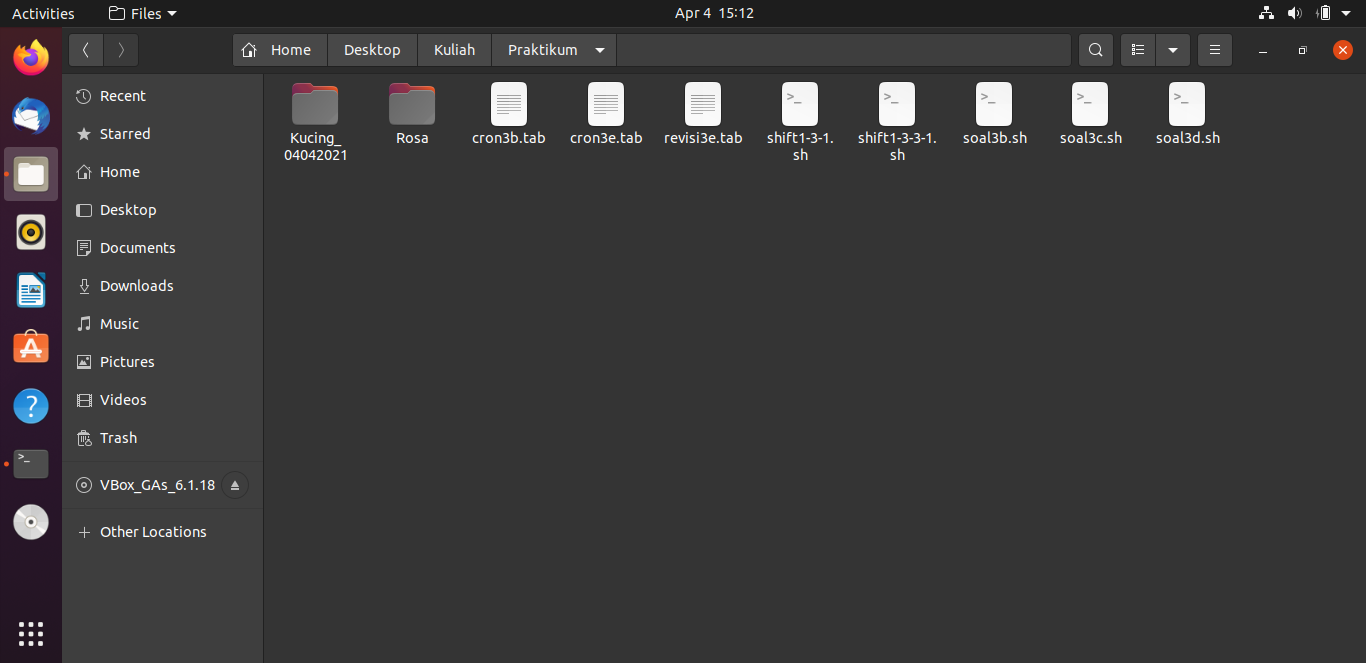 Activities
Files
Apr 4 15:12
Home
Desktop
Kuliah
Praktikum
Recent
Starred
Home
Desktop
Documents
Downloads
Music
Pictures
Videos
Trash
VBox_GAs_6.1.18
Other Locations
Kucing_
04042021
Rosa
cron3b.tab
cron3e.tab
revisi3e.tab
shift1-3-1.
sh
shift1-3-3-1.
sh
soal3b.sh
soal3c.sh
soal3d.sh